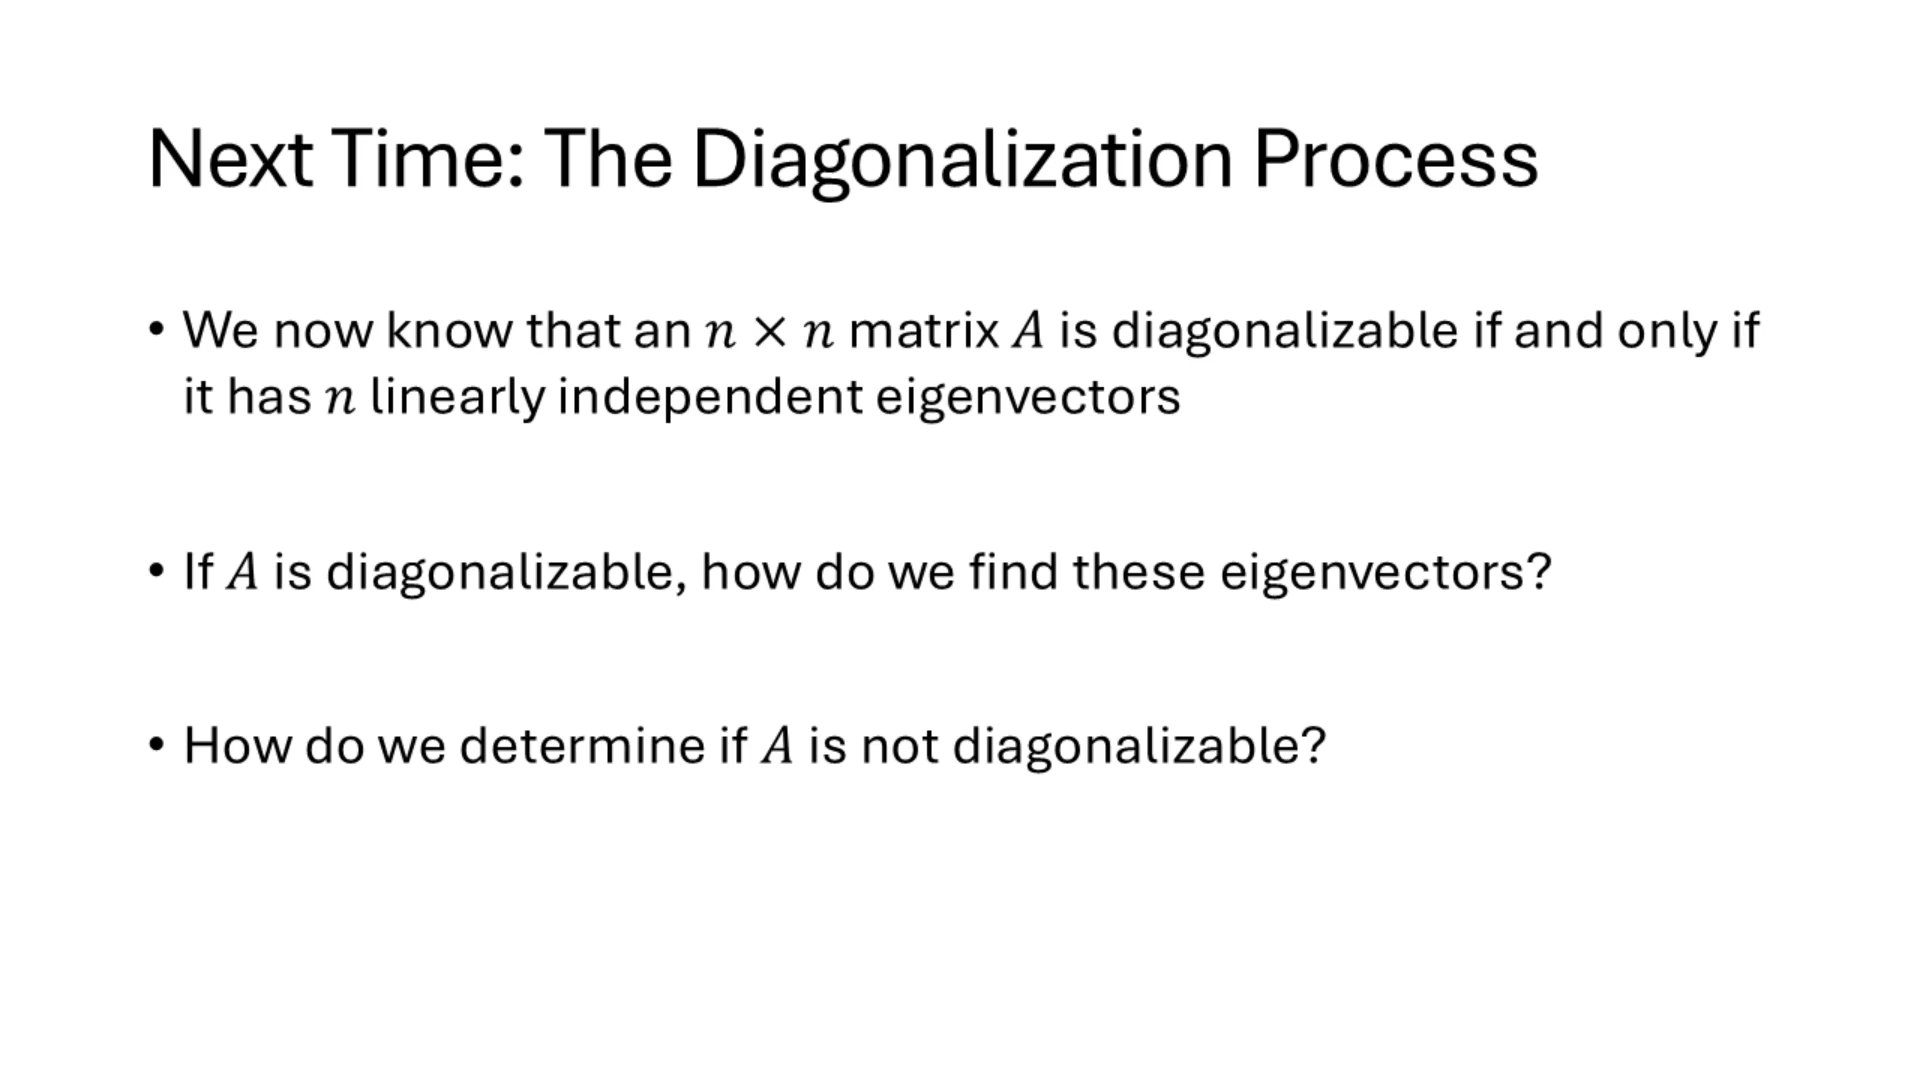 Next Time: The Diagonalization Process
• We now know that an 𝑛 × 𝑛 matrix 𝐴 is diagonalizable if and only if
it has 𝑛 linearly independent eigenvectors
• If 𝐴 is diagonalizable, how do we find these eigenvectors?
• How do we determine if 𝐴 is not diagonalizable?